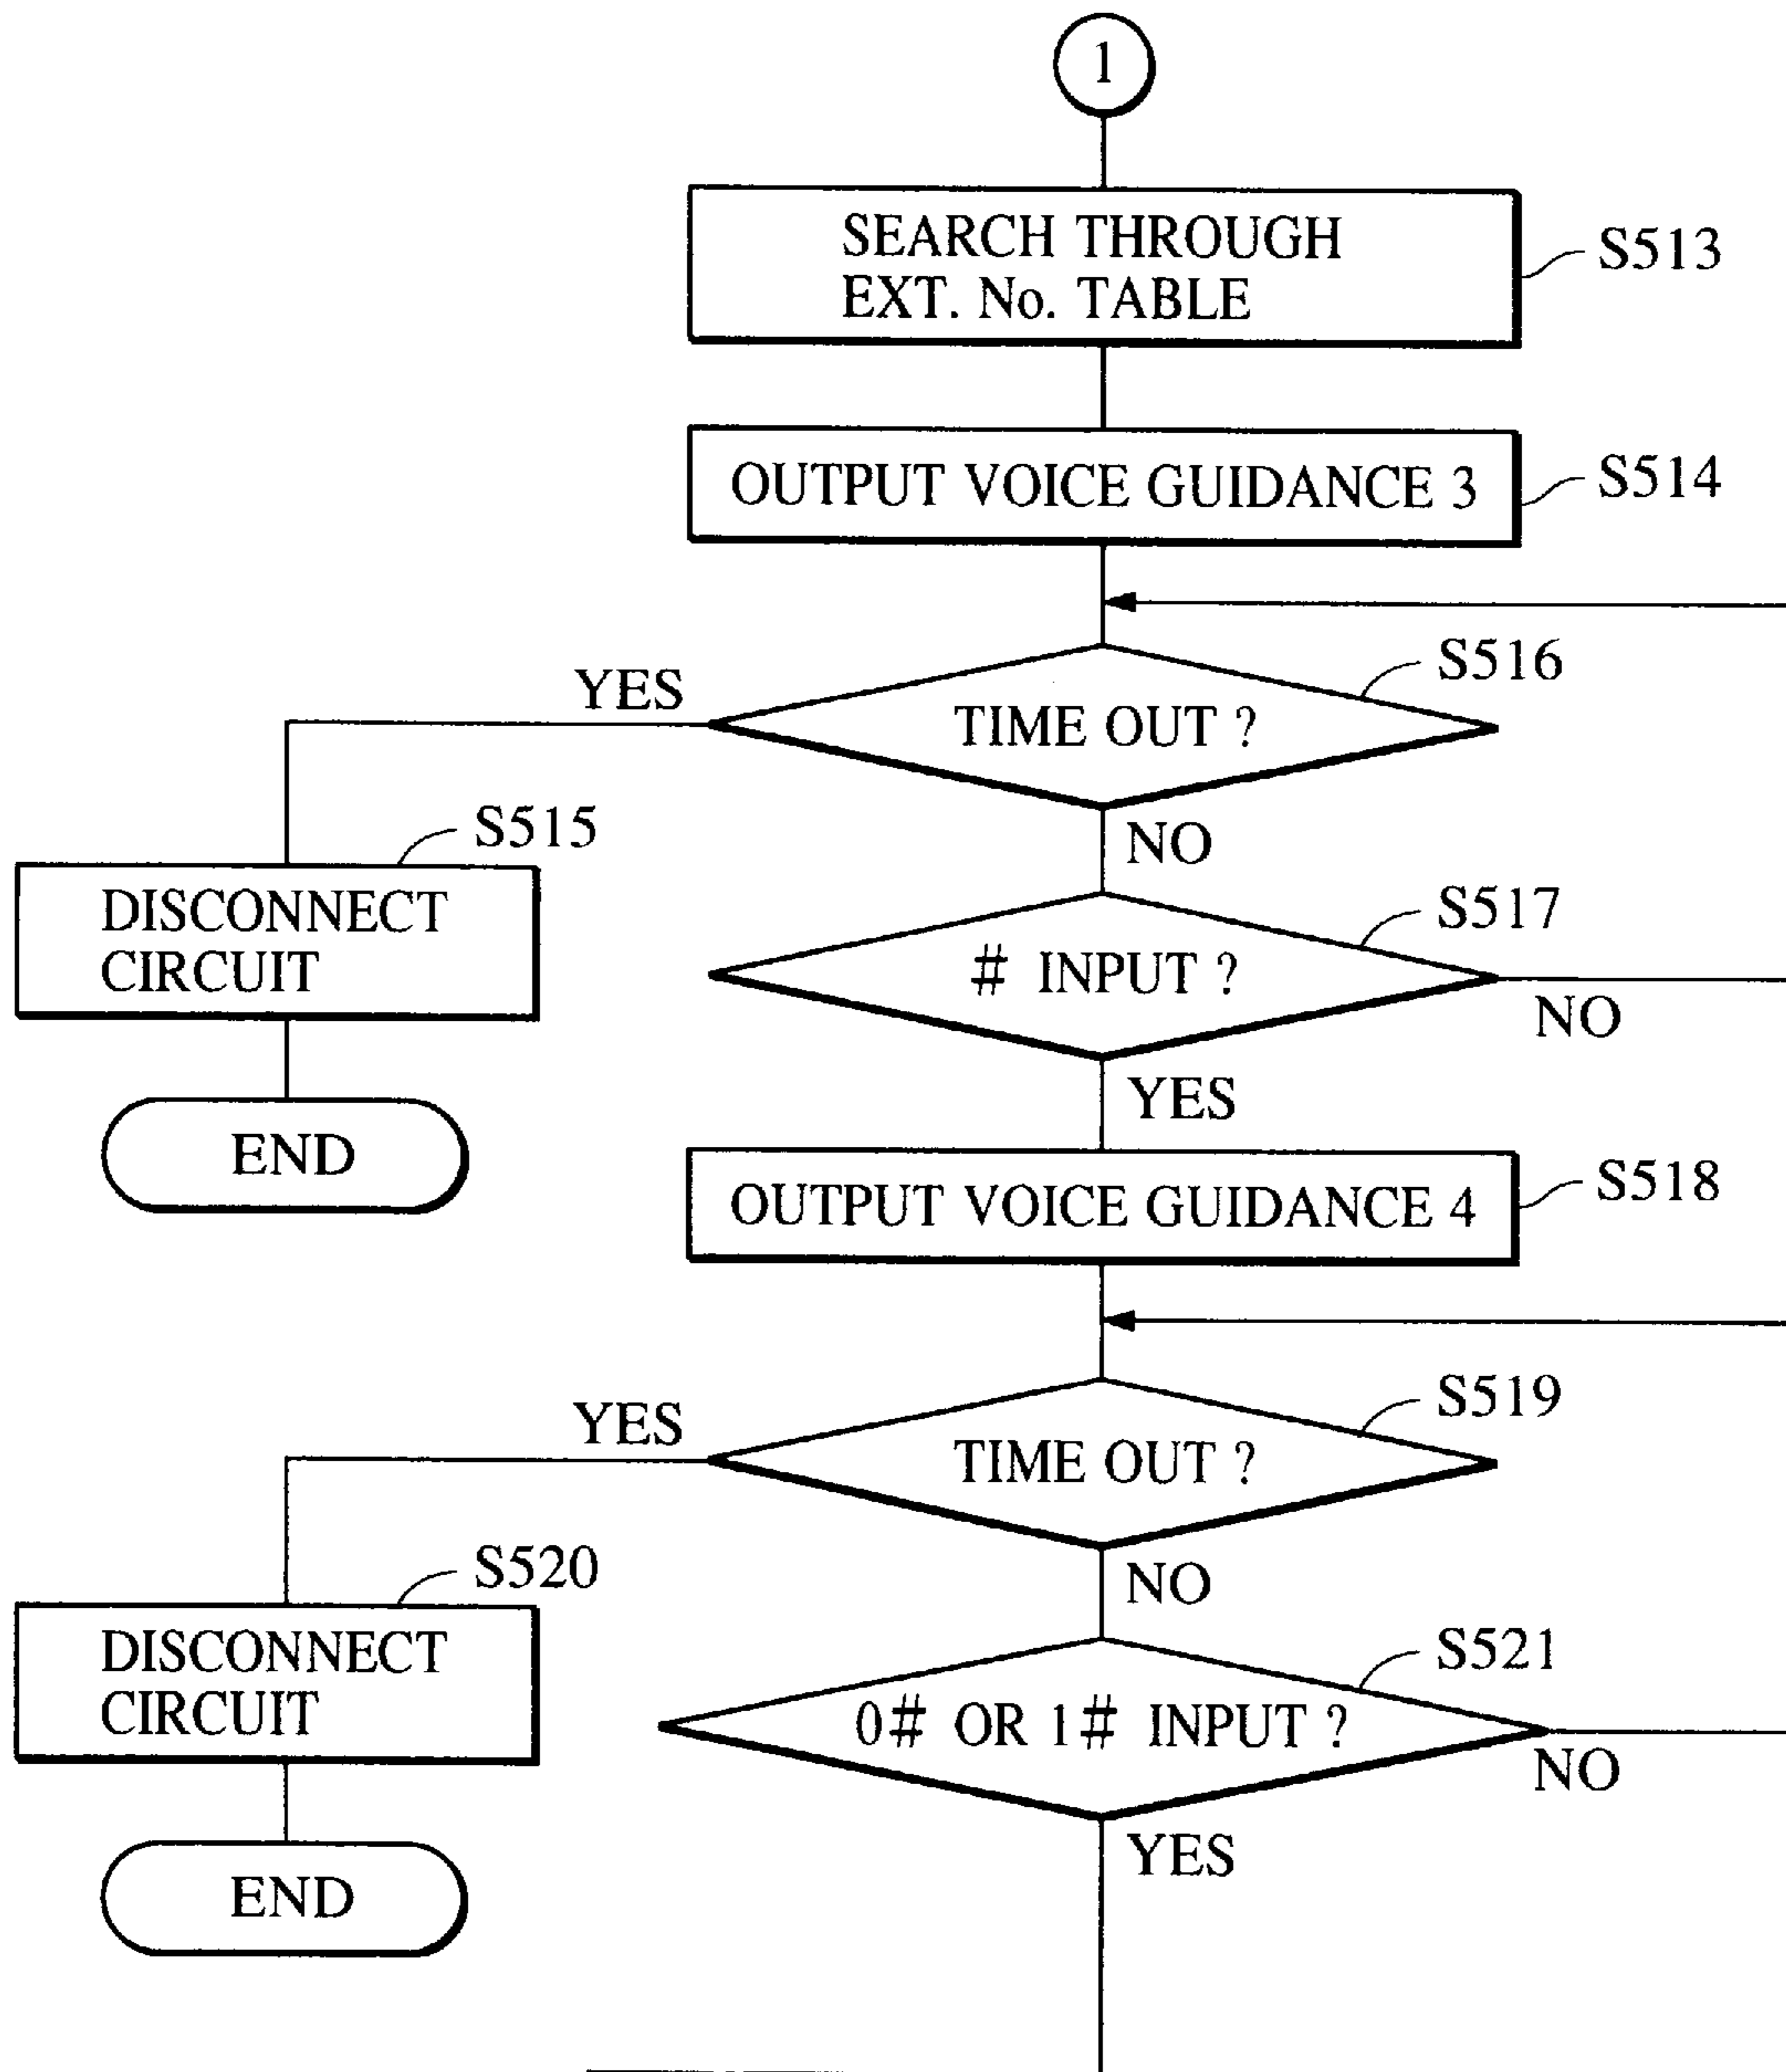 1
SEARCH THROUGH
EXT. No. TABLE
S513
OUTPUT VOICE GUIDANCE 3
S514
S516
YES
TIME OUT ?
S515
NO
DISCONNECT
CIRCUIT
S517
# INPUT ?
NO
YES
END
OUTPUT VOICE GUIDANCE 4
S518
S519
YES
TIME OUT ?
S520
NO
DISCONNECT
CIRCUIT
S521
0# OR 1# INPUT ?
NO
YES
END